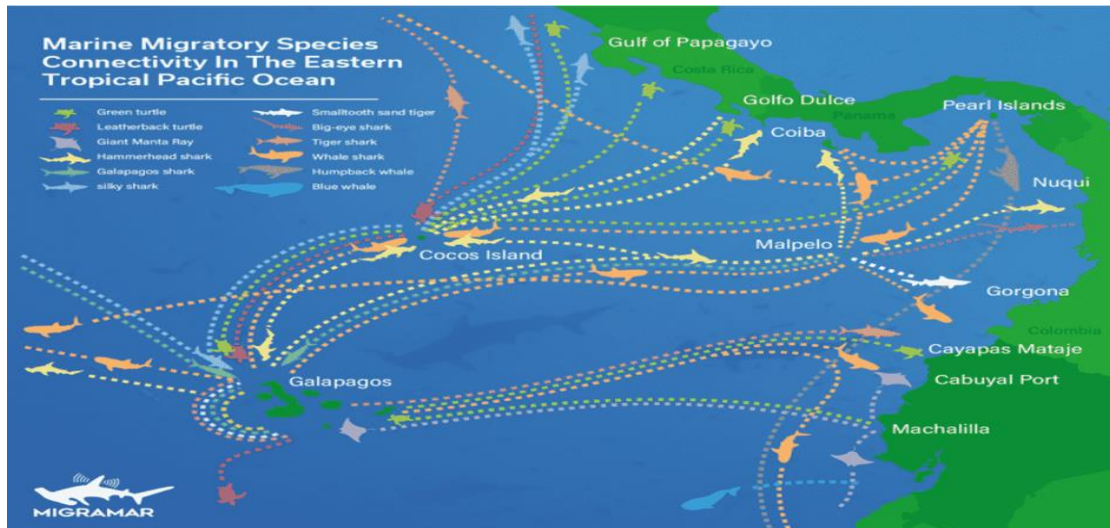 Marine Migratory Species
Connectivity In The Eastern
Tropical Pacific Ocean
Green turtle
Leatherback turtle
Giant Manta Ray
Hammerhead shark
Galapagos shark
silky shark
Smalltooth sand tiger
Big-eye shark
Tiger shark
Whale shark
Humpback whale
Blue whale
Gulf of Papagayo
Costa Rica
Golfo Dulce
Panama
Pearl Islands
Coiba
Nuqui
Malpelo
Cocos Island
Gorgona
Colombia
Cayapas Mataje
Galapagos
Cabuyal Port
Machalilla
MIGRAMAR